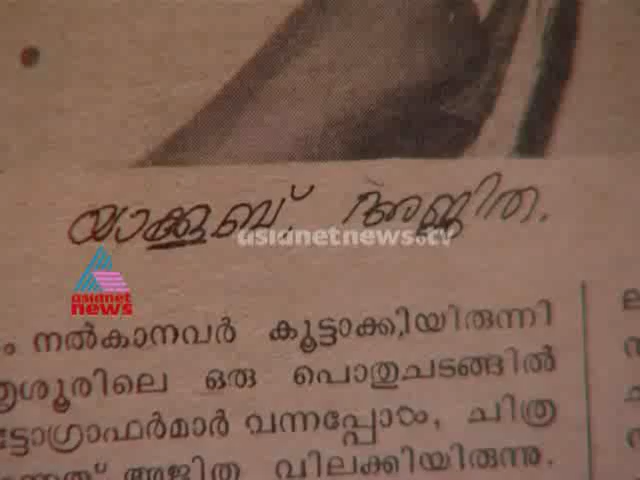 യാക്കൂബ്. അജിത.
asianetnews.tv
asianet
news
നൽകാനവർ കൂട്ടാക്കിയിരുന്നി
ശൂരിലെ ഒരു പൊതുചടങ്ങിൽ
ട്ടോഗ്രാഫർമാർ വന്നപ്പോഠം, ചിത്ര
അജിത വിലക്കിയിരുന്നു.